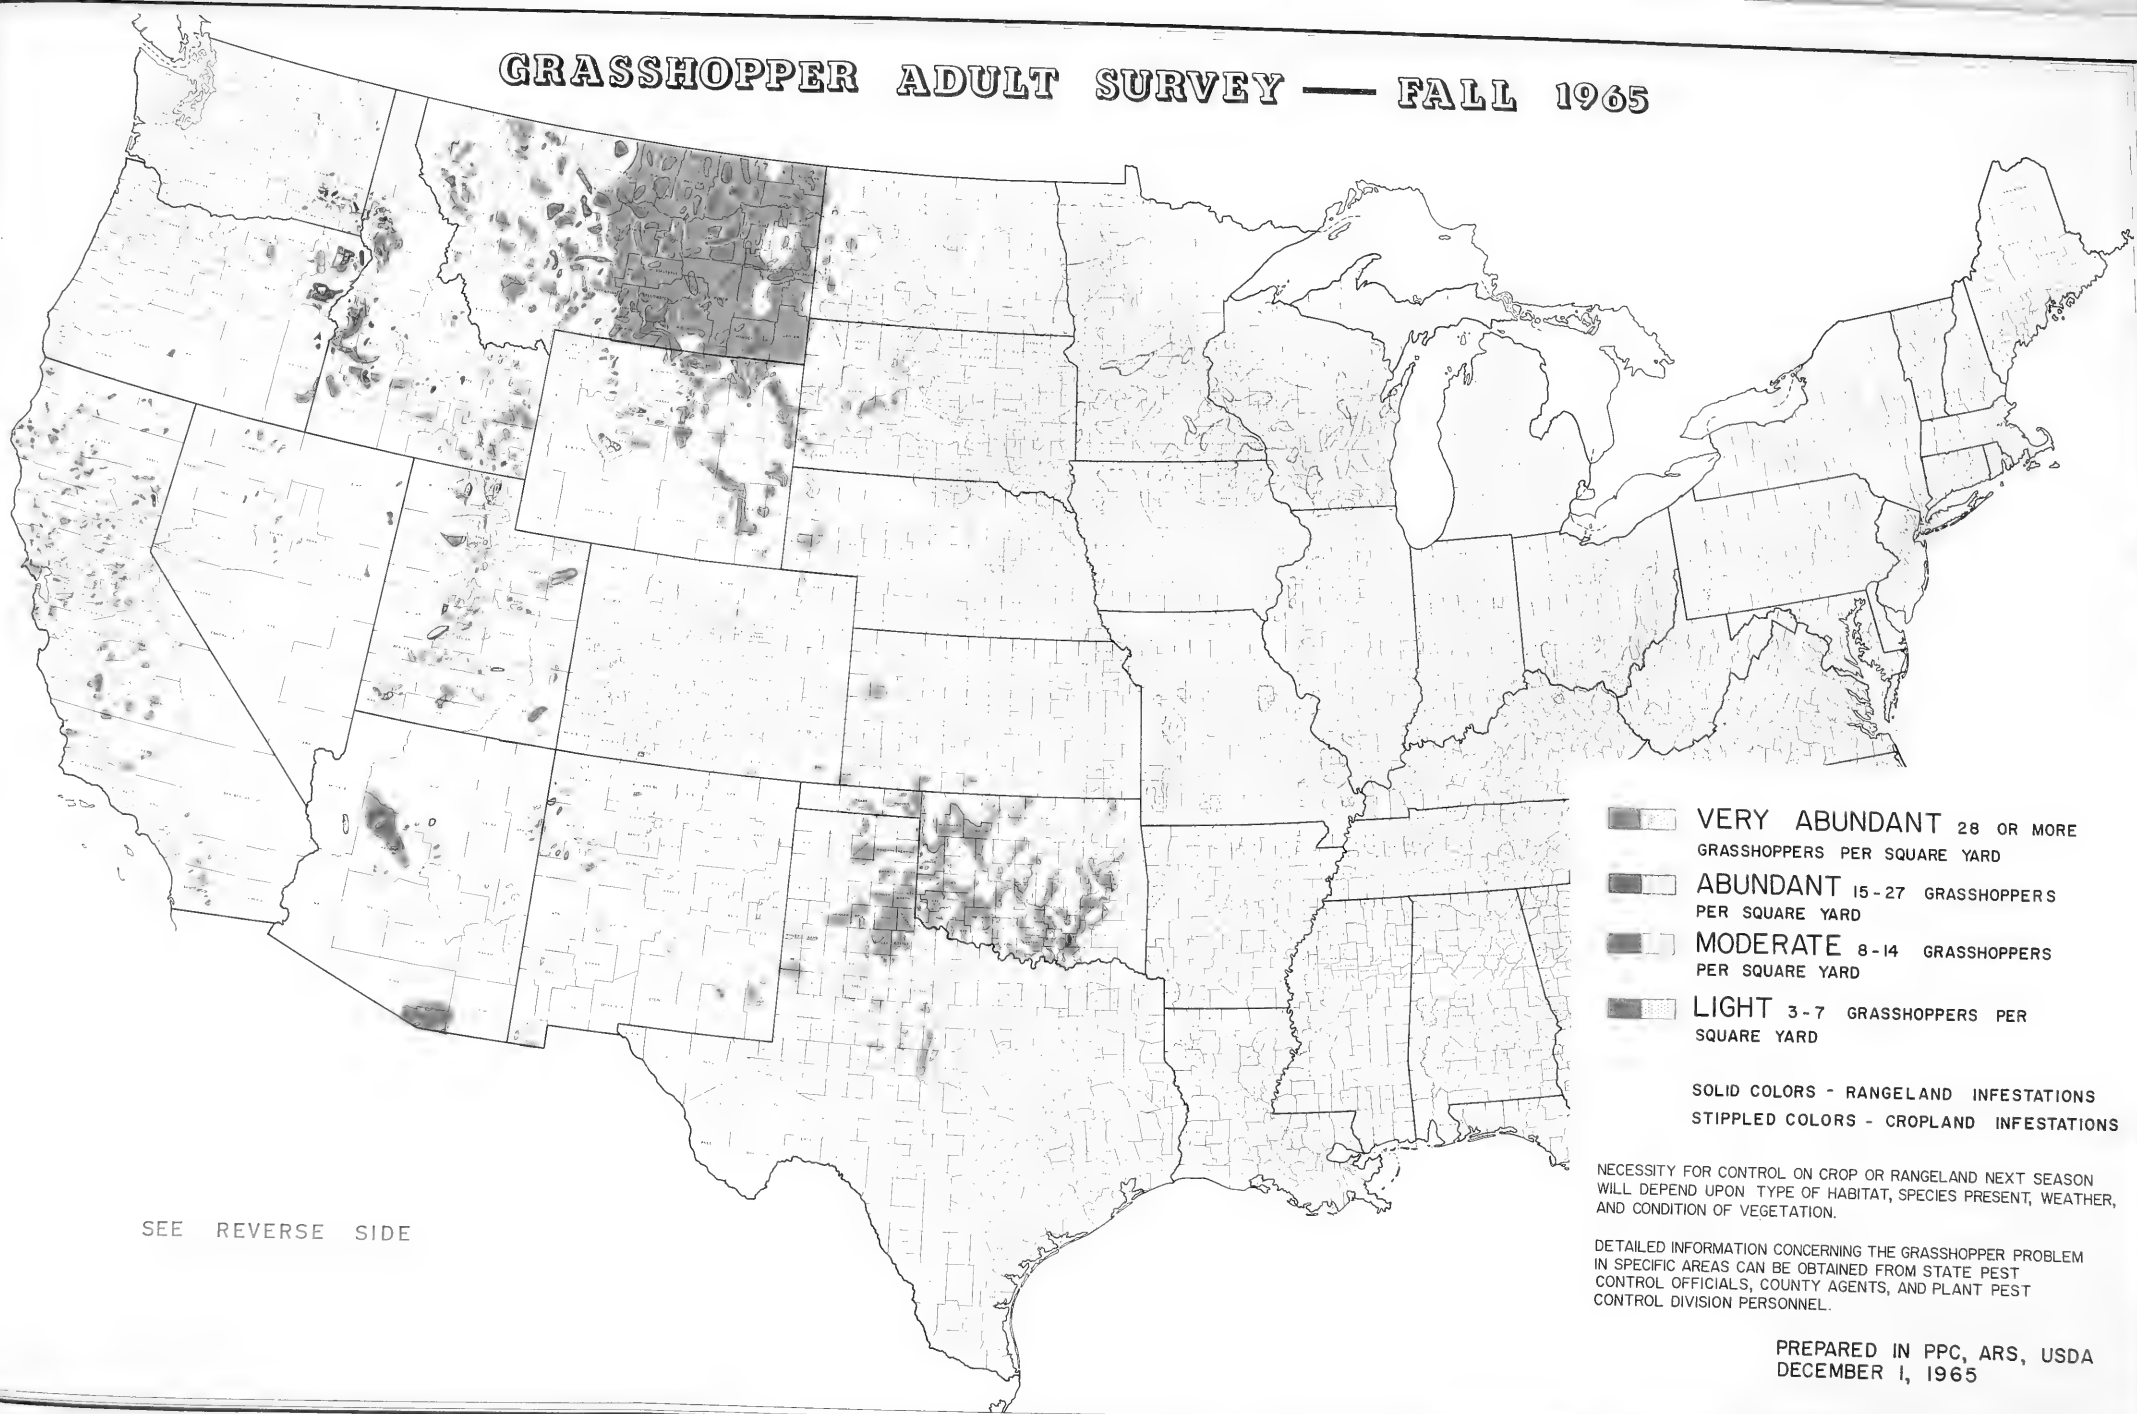 GRASSHOPPER ADULT SURVEY — FALL 1965
VERY ABUNDANT 28 OR MORE
GRASSHOPPERS PER SQUARE YARD
ABUNDANT 15-27 GRASSHOPPERS
PER SQUARE YARD
MODERATE 8-14 GRASSHOPPERS
PER SQUARE YARD
LIGHT 3-7 GRASSHOPPERS PER
SQUARE YARD
SOLID COLORS - RANGELAND INFESTATIONS
STIPPLED COLORS - CROPLAND INFESTATIONS
NECESSITY FOR CONTROL ON CROP OR RANGELAND NEXT SEASON
WILL DEPEND UPON TYPE OF HABITAT, SPECIES PRESENT, WEATHER,
AND CONDITION OF VEGETATION.
DETAILED INFORMATION CONCERNING THE GRASSHOPPER PROBLEM
IN SPECIFIC AREAS CAN BE OBTAINED FROM STATE PEST
CONTROL OFFICIALS, COUNTY AGENTS, AND PLANT PEST
CONTROL DIVISION PERSONNEL.
SEE REVERSE SIDE
PREPARED IN PPC, ARS, USDA
DECEMBER 1, 1965